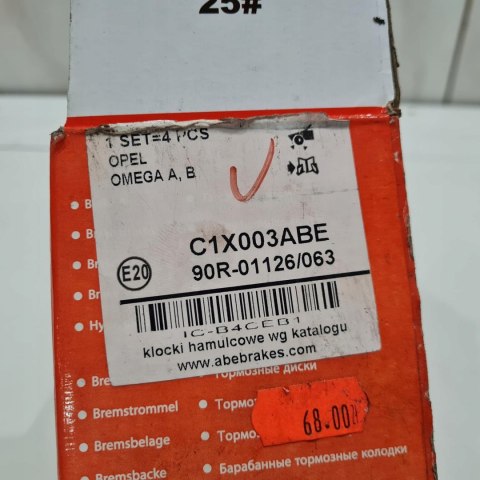 25#
1 SET=4 PCS
OPEL
OMEGA A, B
C1X003ABE
E20
90R-01126/063
IC-B4CEB1
klocki hamulcowe wg katalogu
www.abebrakes.com
Тормозные диски
Bremstrommel
Bremsbelage
Bremsbacke
Барабанные тормозные колодки
68.00